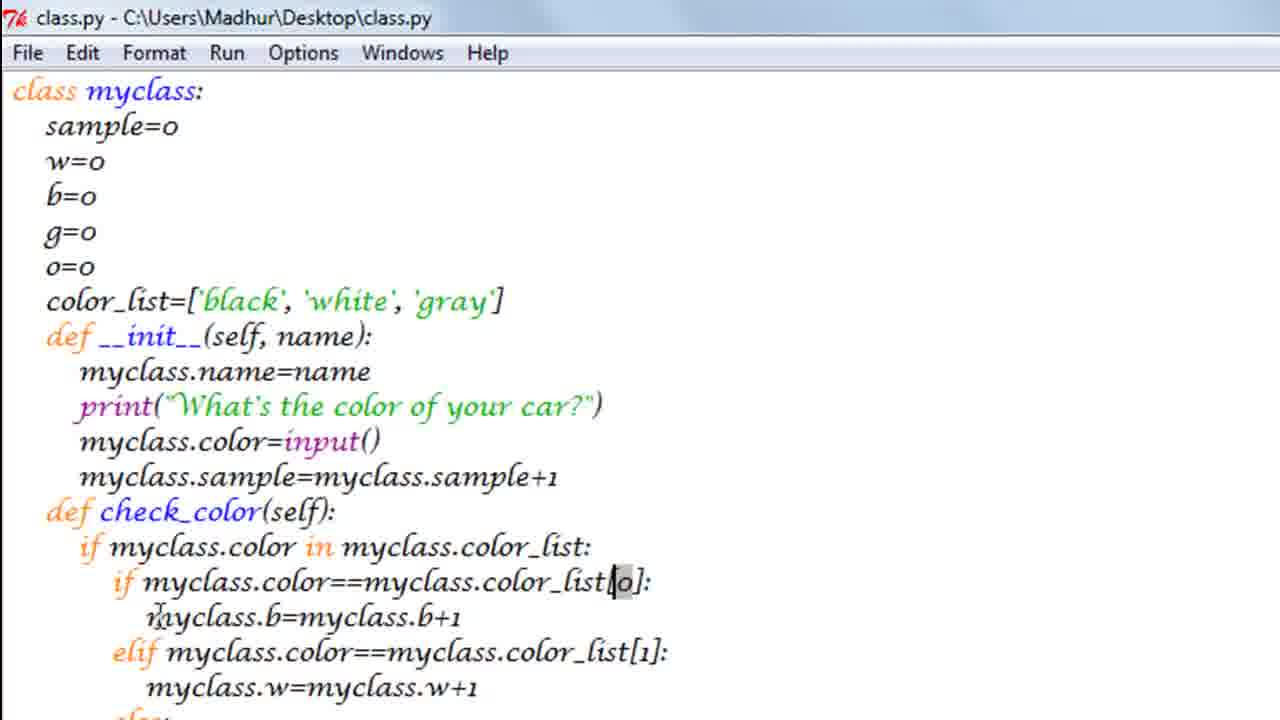 class.py - C:\Users\Madhur\Desktop\class.py
File Edit Format Run Options Windows Help
class myclass:
sample=0
w=0
b=0
g=0
o=0
color_list=['black', 'white', 'gray']
def __init__(self, name):
myclass.name=name
print("What's the color of your car?")
myclass.color=input()
myclass.sample=myclass.sample+1
def check_color(self):
if myclass.color in myclass.color_list:
if myclass.color==myclass.color_list[0]:
myclass.b=myclass.b+1
elif myclass.color==myclass.color_list[1]:
myclass.w=myclass.w+1
else: